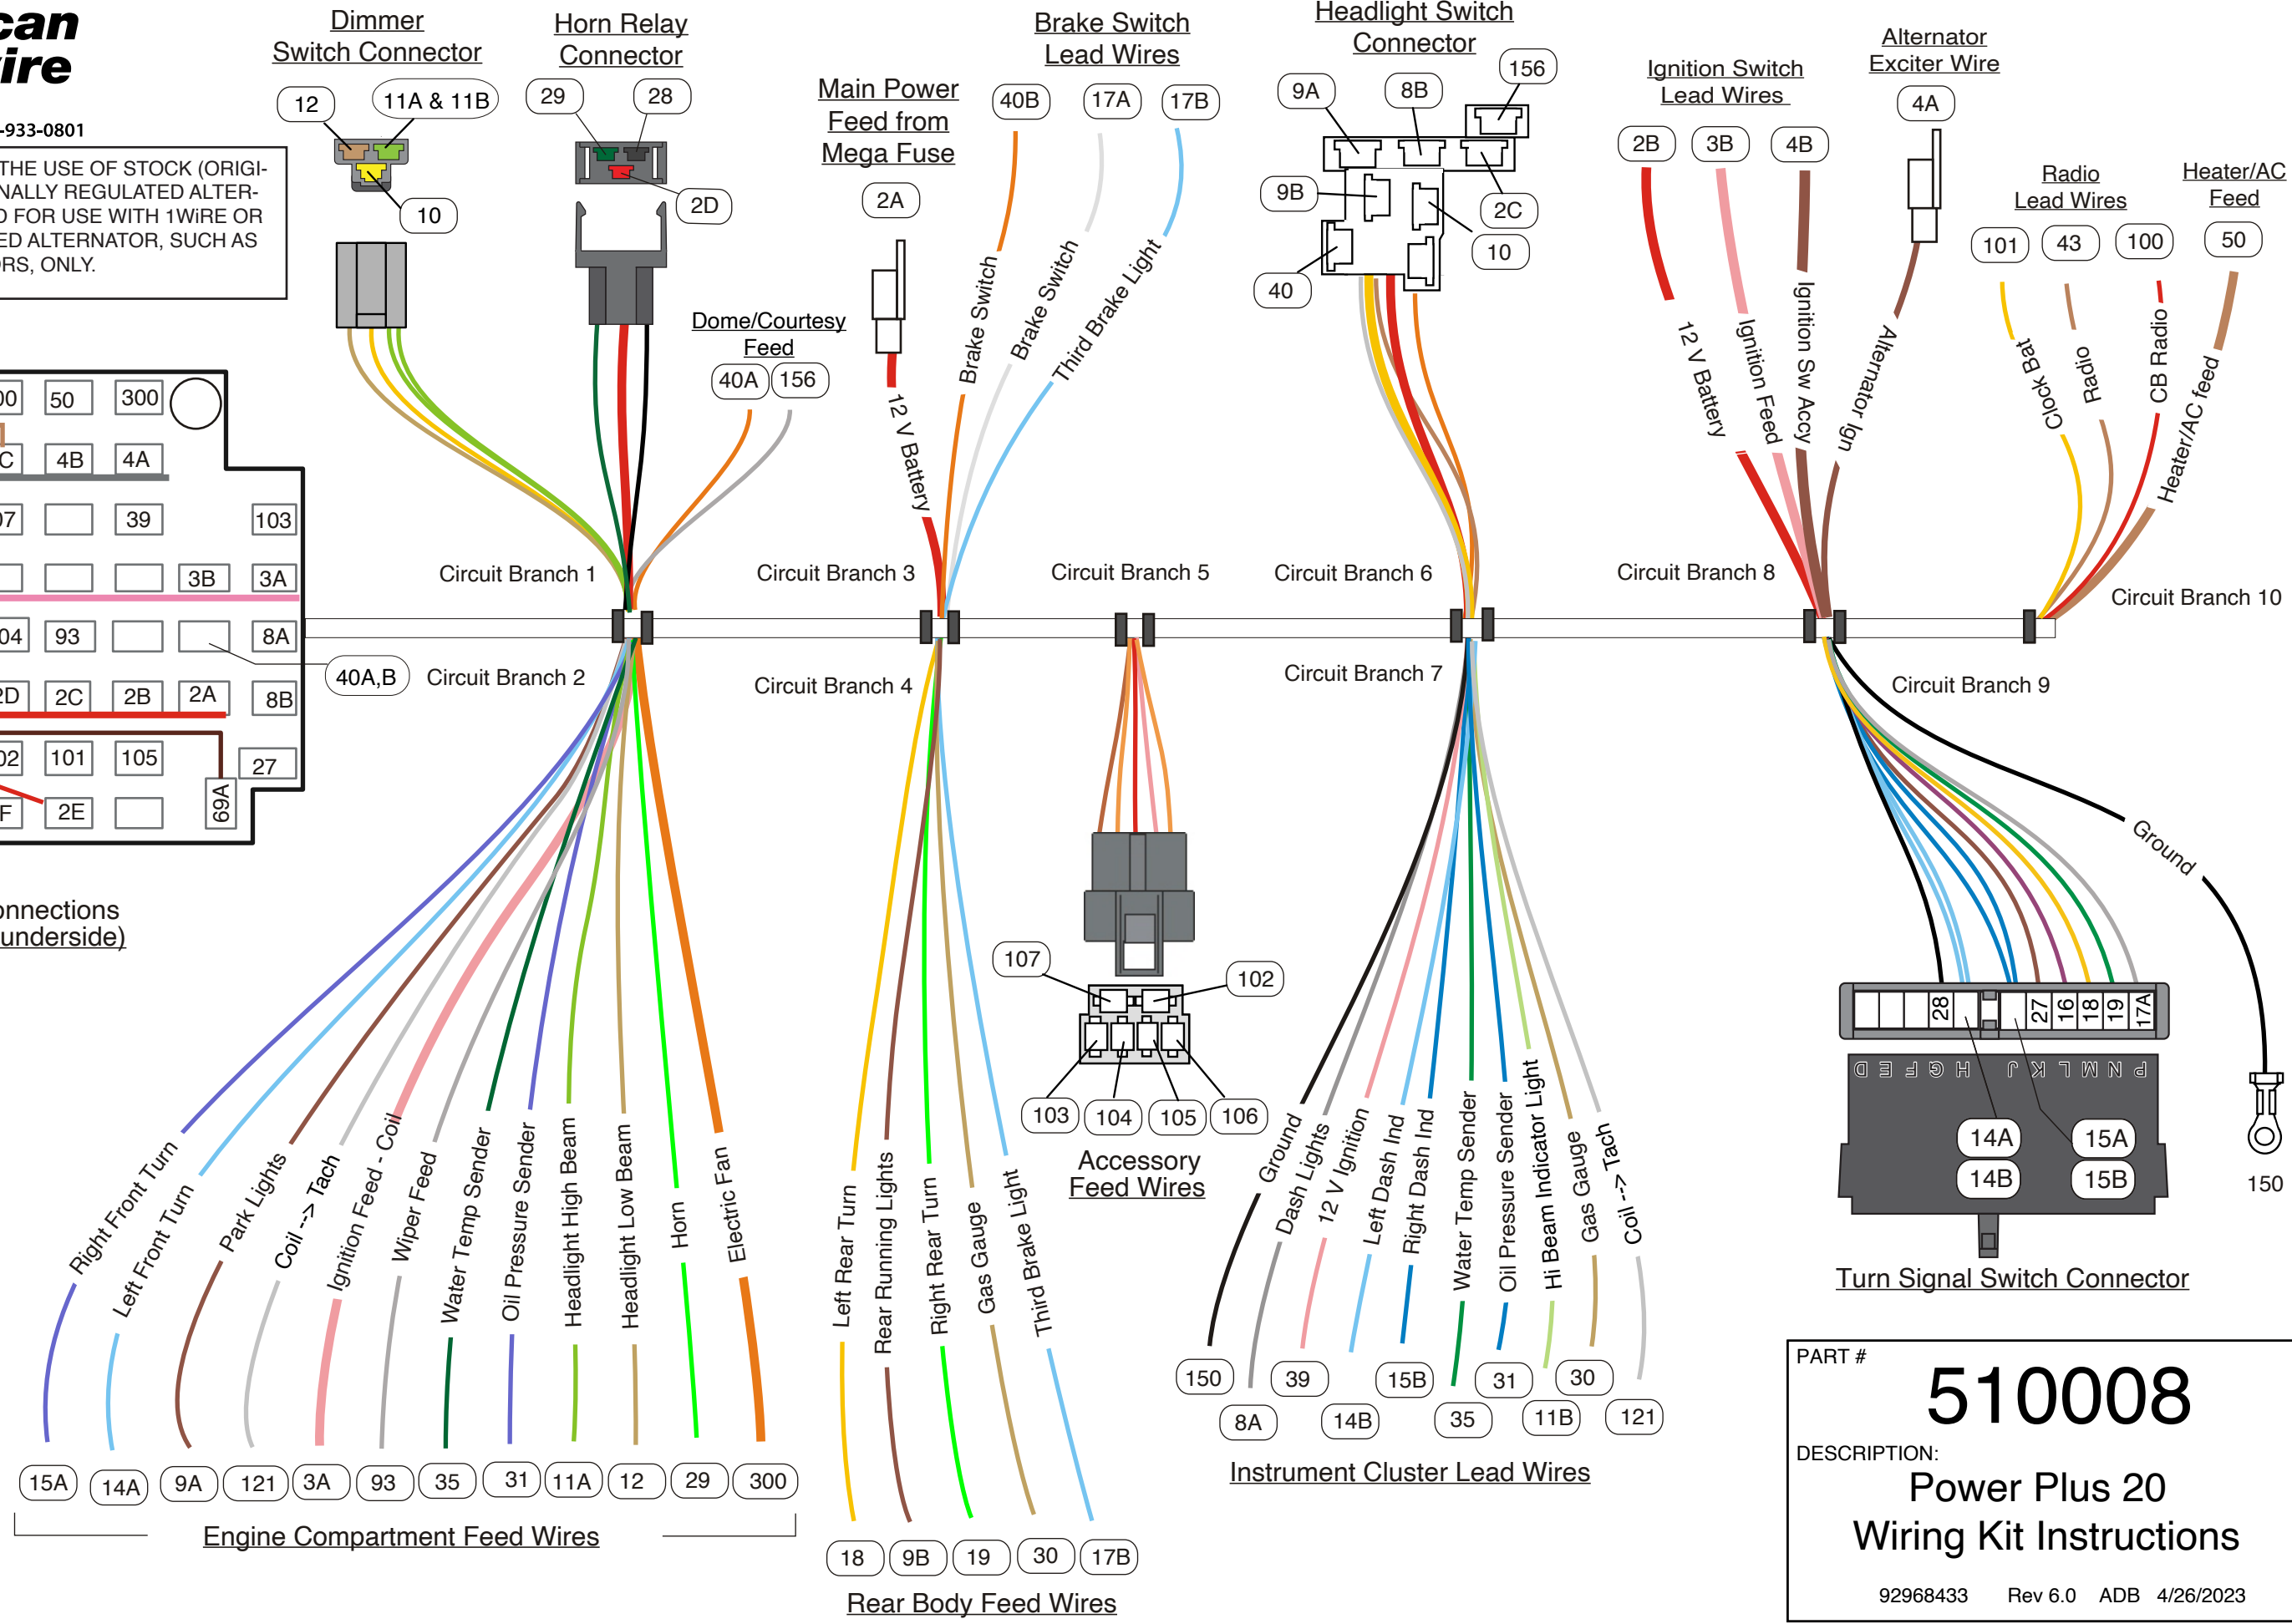 can
ire
-933-0801
THE USE OF STOCK (ORIGI-
NALLY REGULATED ALTER-
FOR USE WITH 1WiRE OR
ED ALTERNATOR, SUCH AS
ORS, ONLY.
Dimmer
Switch Connector
12
11A & 11B
10
Horn Relay
Connector
29
28
2D
Dome/Courtesy
Feed
40A
156
Main Power
Feed from
Mega Fuse
2A
12 V Battery
Brake Switch
Lead Wires
40B
17A
17B
Brake Switch
Brake Switch
Third Brake Light
Headlight Switch
Connector
156
9A
8B
9B
2C
10
40
Ignition Switch
Lead Wires
2B
3B
4B
12 V Battery
Ignition Feed
Ignition Sw Accy
Alternator
Exciter Wire
4A
Alternator Ign
Radio
Lead Wires
101
43
100
Clock Bat
Radio
CB Radio
Heater/AC
Feed
50
Heater/AC feed
50
300
C
4B
4A
07
39
103
3B
3A
04
93
8A
40A,B
2D
2C
2B
2A
8B
02
101
105
27
69A
F
2E
onnections
underside)
Circuit Branch 1
Circuit Branch 3
Circuit Branch 5
Circuit Branch 6
Circuit Branch 8
Circuit Branch 10
Circuit Branch 2
Circuit Branch 4
Circuit Branch 7
Circuit Branch 9
Right Front Turn
Left Front Turn
Park Lights
Coil --> Tach
Ignition Feed - Coil
Wiper Feed
Water Temp Sender
Oil Pressure Sender
Headlight High Beam
Headlight Low Beam
Horn
Electric Fan
15A
14A
9A
121
3A
93
35
31
11A
12
29
300
Engine Compartment Feed Wires
Left Rear Turn
Rear Running Lights
Right Rear Turn
Gas Gauge
Third Brake Light
18
9B
19
30
17B
Rear Body Feed Wires
107
102
103
104
105
106
Accessory
Feed Wires
Ground
Dash Lights
12 V Ignition
Left Dash Ind
Right Dash Ind
Water Temp Sender
Oil Pressure Sender
Hi Beam Indicator Light
Gas Gauge
Coil --> Tach
150
8A
39
14B
15B
35
31
11B
30
121
Instrument Cluster Lead Wires
Ground
150
28
27
16
18
19
17A
D E F G H J K L M N P
14A
14B
15A
15B
Turn Signal Switch Connector
PART #
510008
DESCRIPTION:
Power Plus 20
Wiring Kit Instructions
92968433 Rev 6.0 ADB 4/26/2023